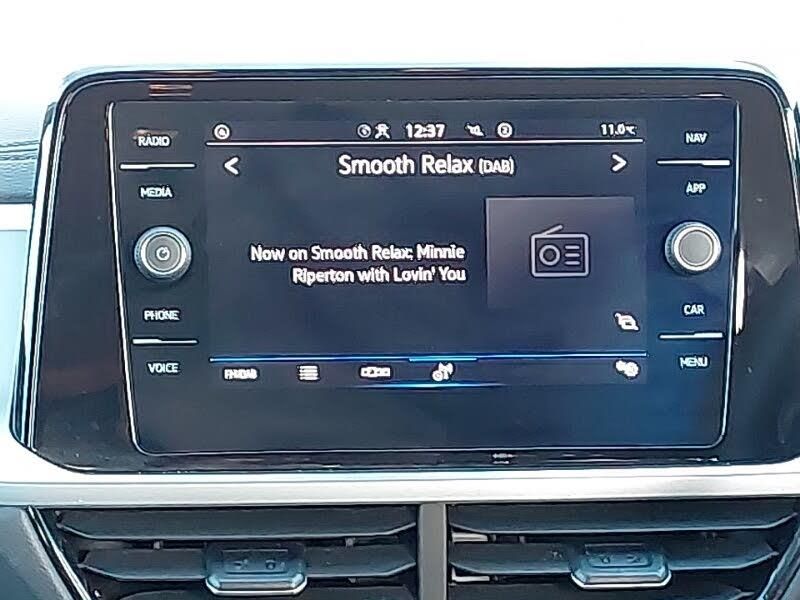 RADIO
12:37
2
11.0°C
NAV
Smooth Relax (DAB)
MEDIA
APP
Now on Smooth Relax: Minnie
Riperton with Lovin' You
PHONE
CAR
VOICE
FM/DAB
MENU